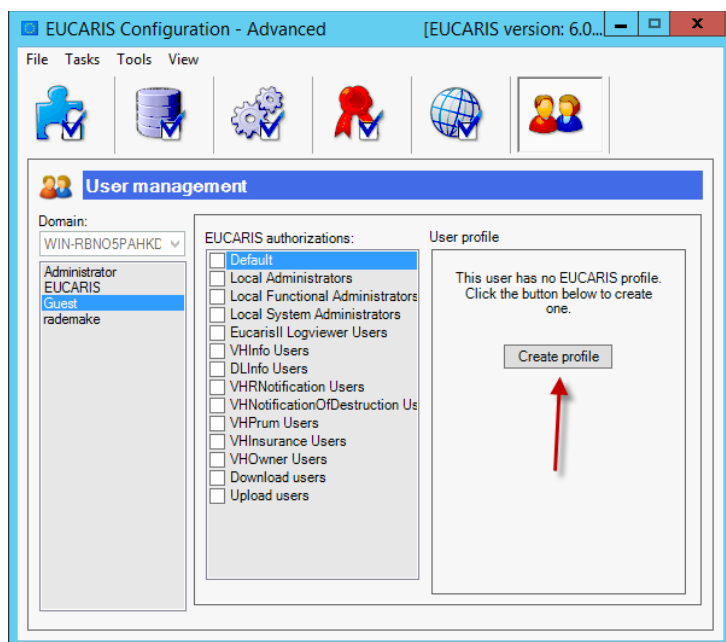 EUCARIS Configuration - Advanced [EUCARIS version: 6.0...
File Tasks Tools View
User management
Domain:
WIN-RBNO5PAHKD
Administrator
EUCARIS
Guest
rademake
EUCARIS authorizations:
Default
Local Administrators
Local Functional Administrators
Local System Administrators
EucarisII Logviewer Users
VHInfo Users
DLInfo Users
VHRNotification Users
VHNotificationOfDestruction Us
VHPrum Users
VHInsurance Users
VHOwner Users
Download users
Upload users
User profile
This user has no EUCARIS profile.
Click the button below to create
one.
Create profile